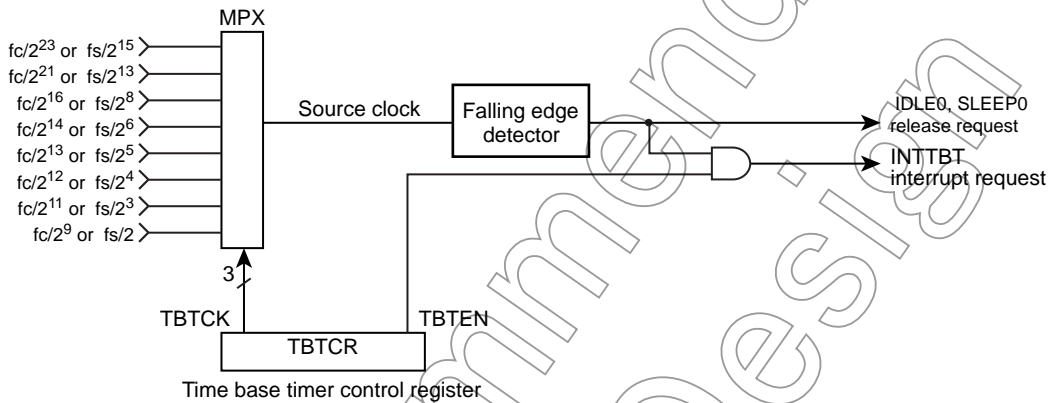 MPX
fc/2^23 or fs/2^15
fc/2^21 or fs/2^13
fc/2^16 or fs/2^8
fc/2^14 or fs/2^6
fc/2^13 or fs/2^5
fc/2^12 or fs/2^4
fc/2^11 or fs/2^3
fc/2^9 or fs/2
Source clock
Falling edge
detector
IDLE0, SLEEP0
release request
INTTBT
interrupt request
3
TBTCK
TBTEN
TBTCR
Time base timer control register
Design